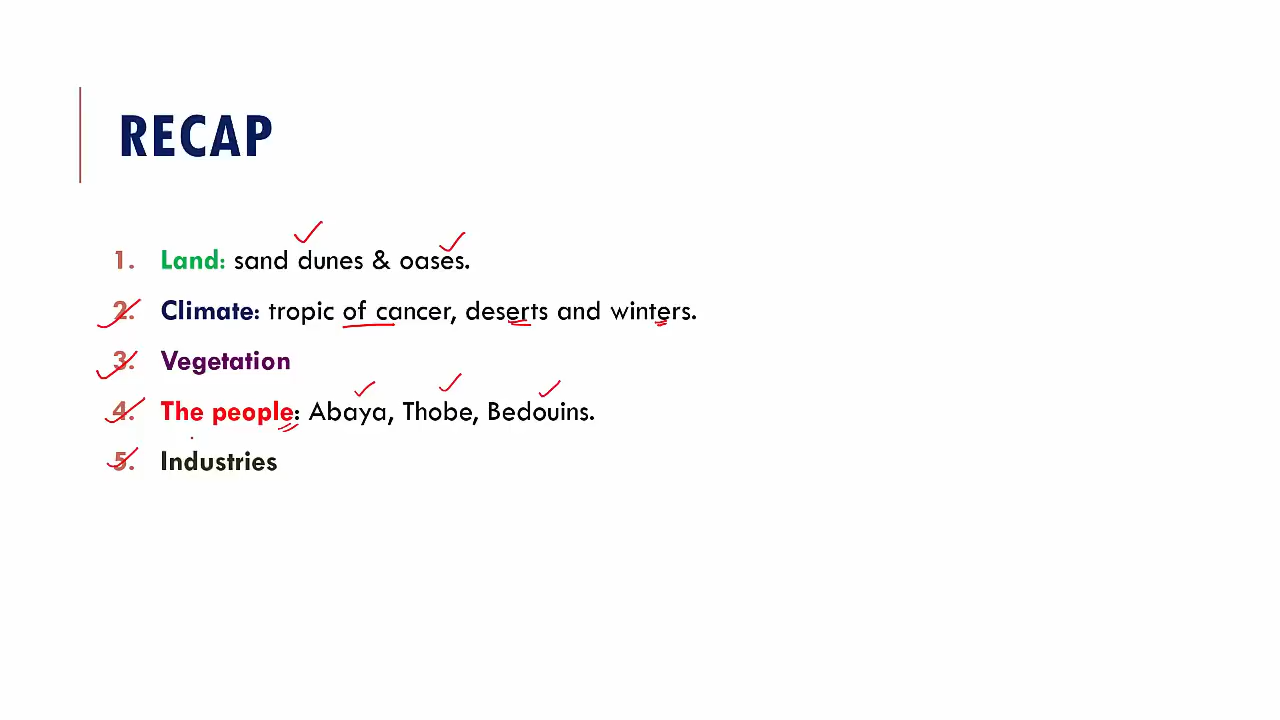 RECAP
1. Land: sand dunes & oases.
2. Climate: tropic of cancer, deserts and winters.
3. Vegetation
4. The people: Abaya, Thobe, Bedouins.
5. Industries